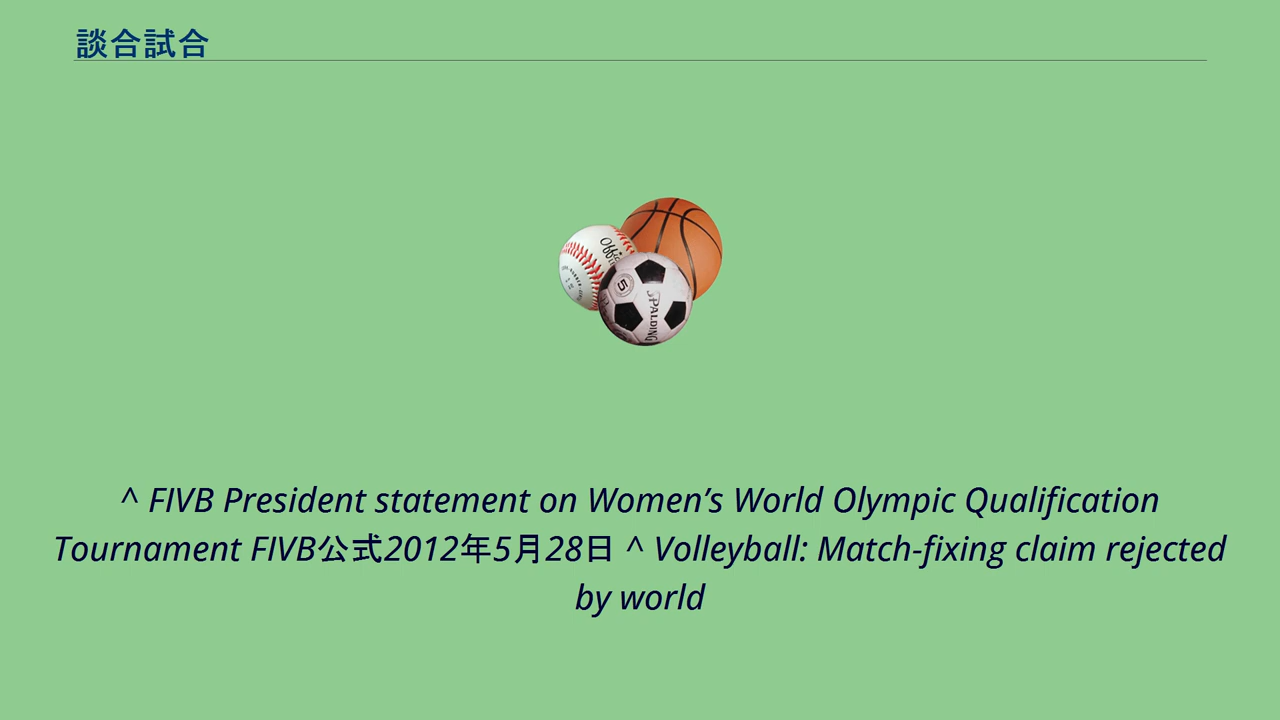 談合試合
Offi
5
SPALDING
^ FIVB President statement on Women’s World Olympic Qualification
Tournament FIVB公式2012年5月28日 ^ Volleyball: Match-fixing claim rejected
by world